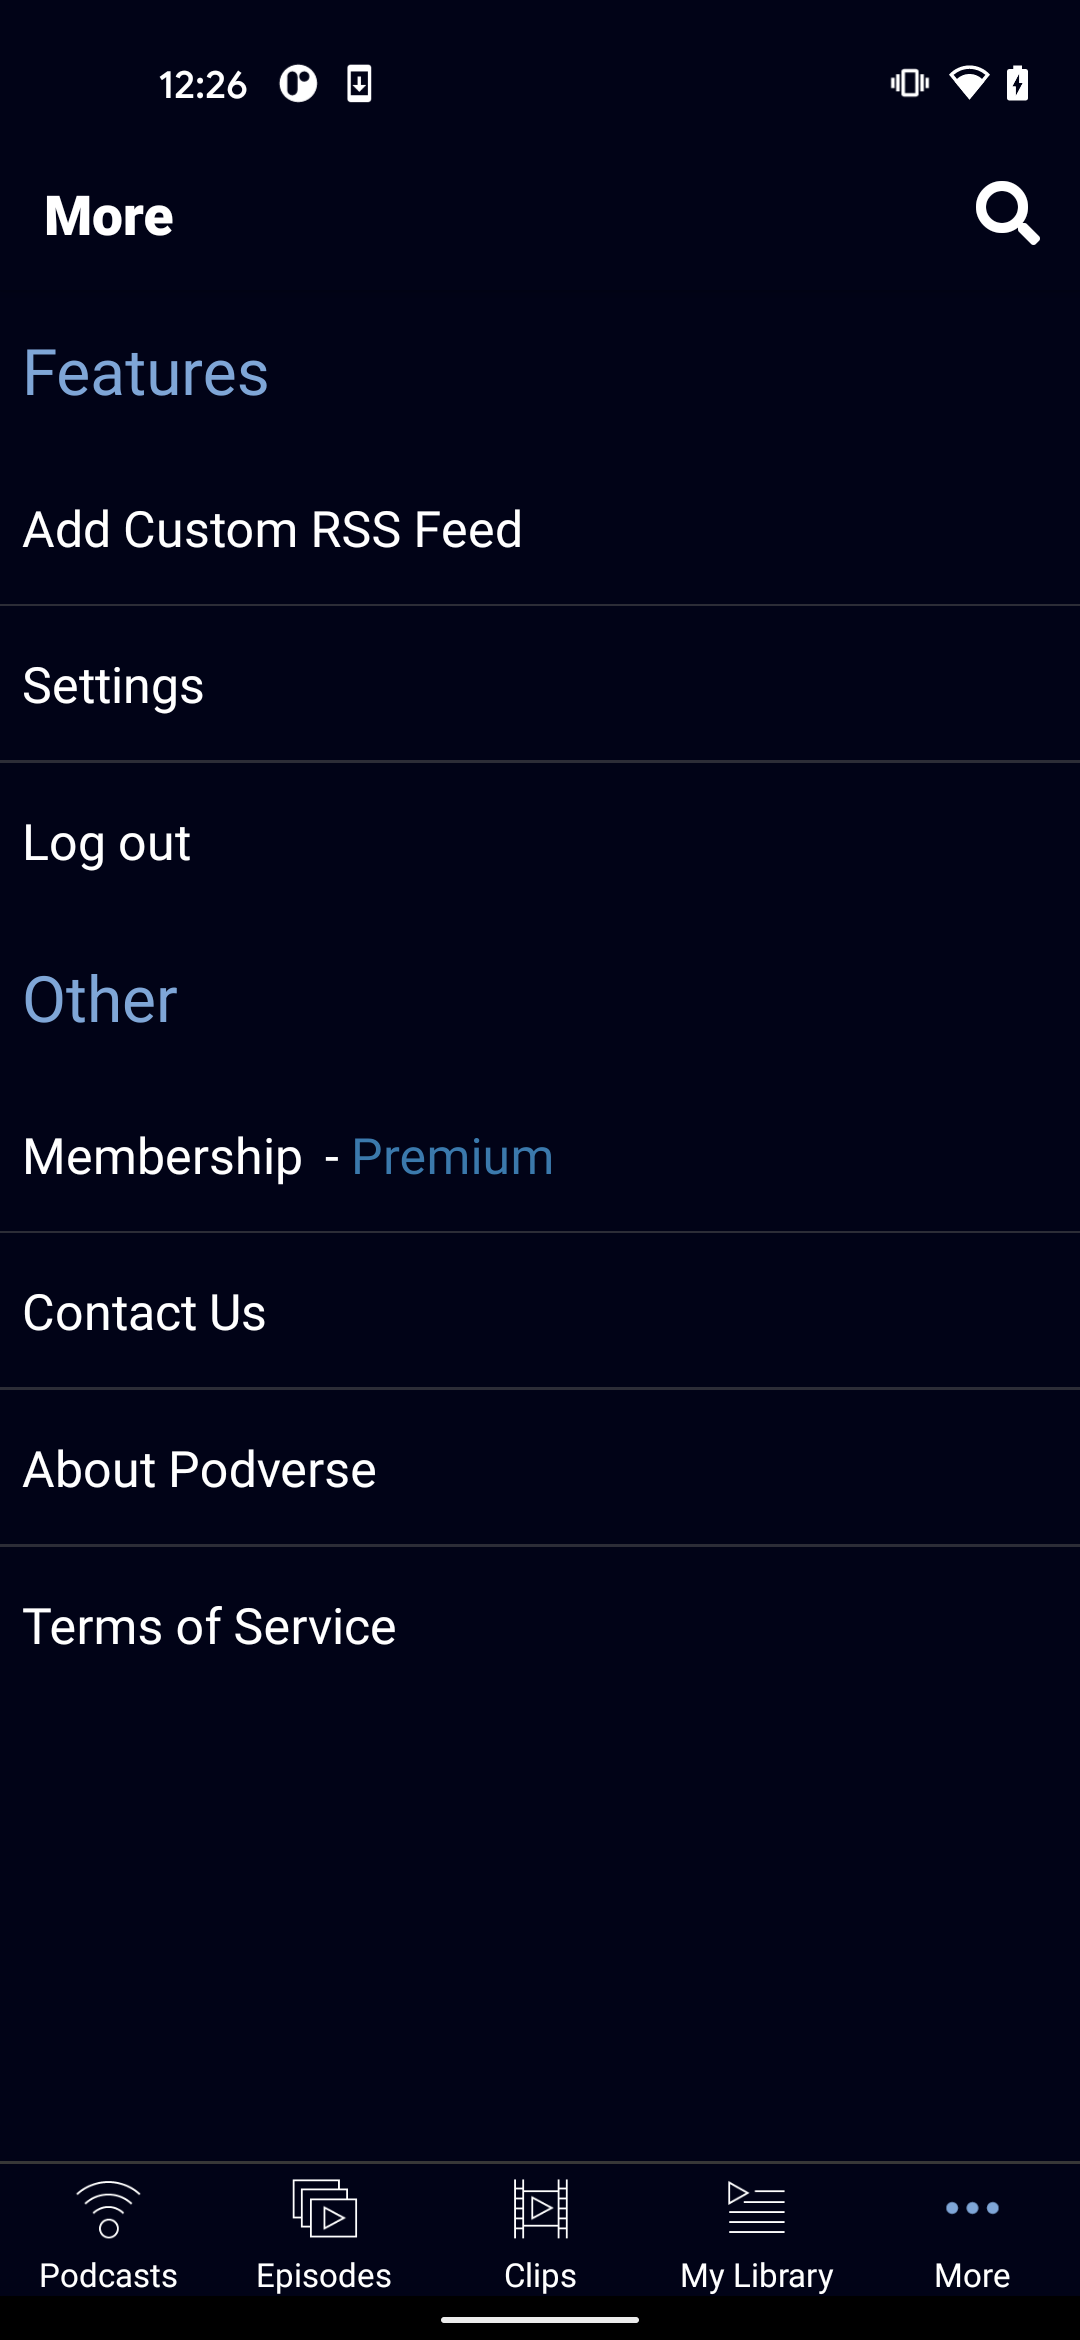 12:26
More
Features
Add Custom RSS Feed
Settings
Log out
Other
Membership - Premium
Contact Us
About Podverse
Terms of Service
Podcasts Episodes Clips My Library More